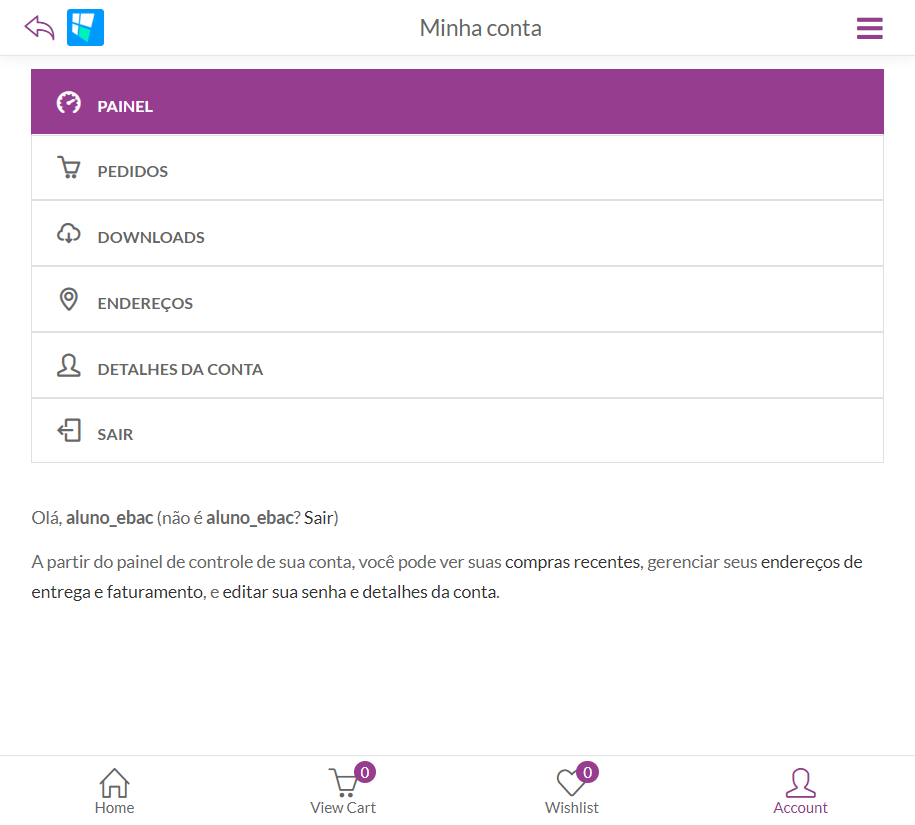 Minha conta
PAINEL
PEDIDOS
DOWNLOADS
ENDEREÇOS
DETALHES DA CONTA
SAIR
Olá, aluno_ebac (não é aluno_ebac? Sair)
A partir do painel de controle de sua conta, você pode ver suas compras recentes, gerenciar seus endereços de
entrega e faturamento, e editar sua senha e detalhes da conta.
0
0
Home
View Cart
Wishlist
Account